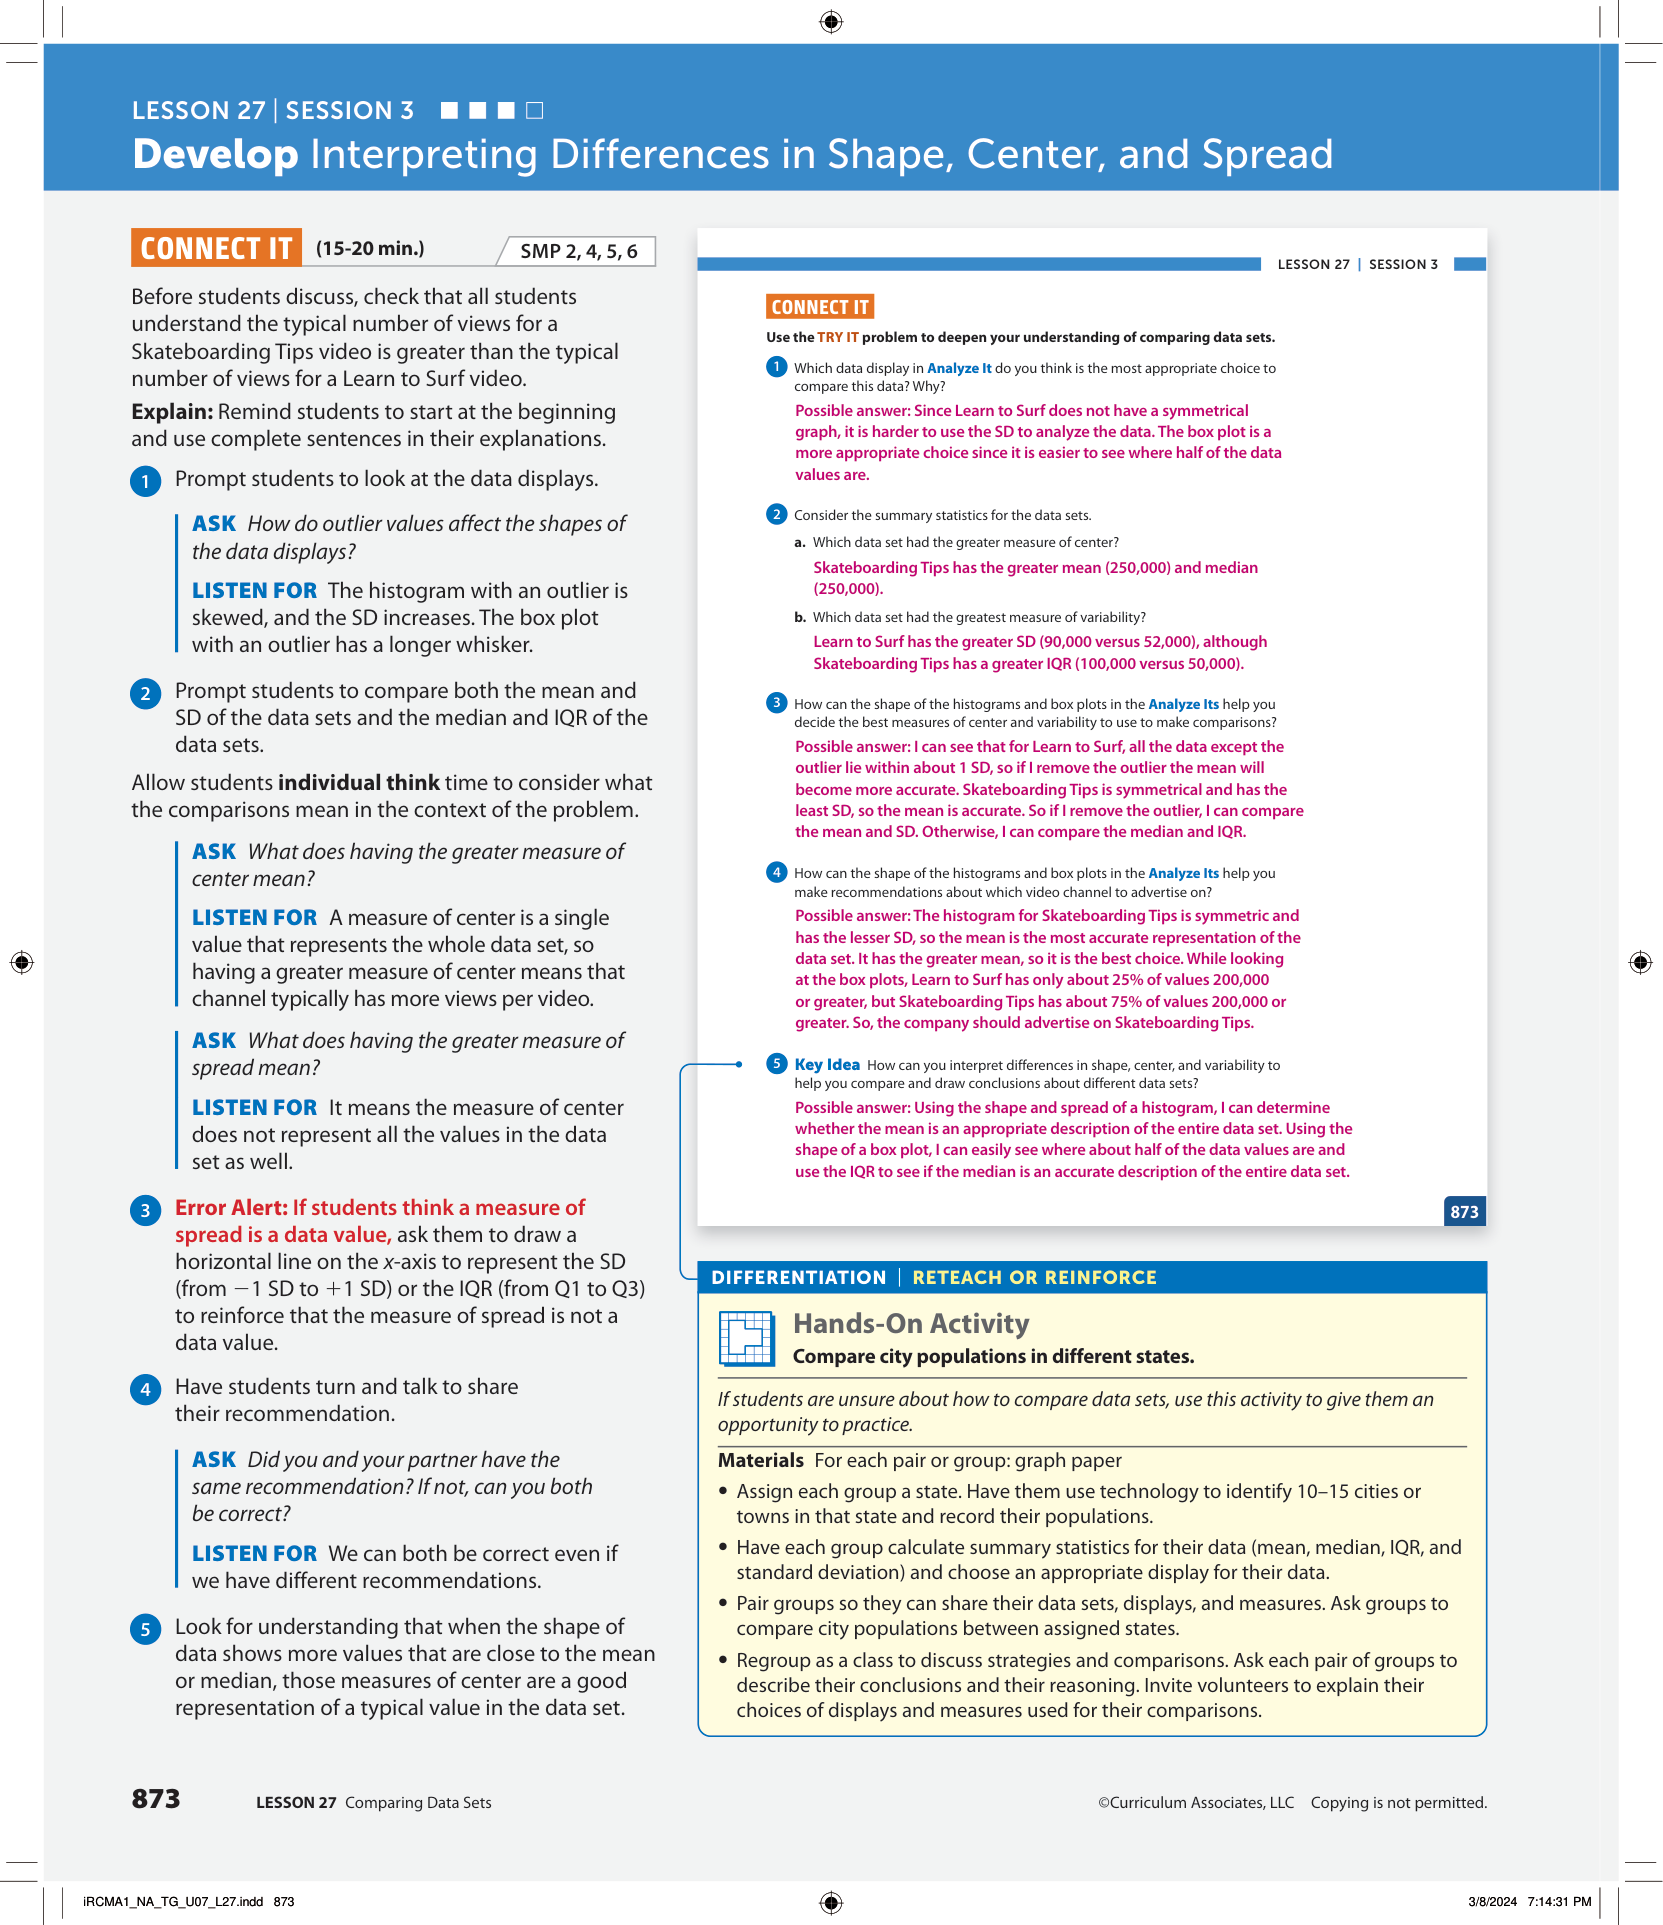 LESSON 27 | SESSION 3
Develop Interpreting Differences in Shape, Center, and Spread
CONNECT IT (15-20 min.) SMP 2, 4, 5, 6
Before students discuss, check that all students
understand the typical number of views for a
Skateboarding Tips video is greater than the typical
number of views for a Learn to Surf video.
Explain: Remind students to start at the beginning
and use complete sentences in their explanations.
1 Prompt students to look at the data displays.
ASK How do outlier values affect the shapes of
the data displays?
LISTEN FOR The histogram with an outlier is
skewed, and the SD increases. The box plot
with an outlier has a longer whisker.
2 Prompt students to compare both the mean and
SD of the data sets and the median and IQR of the
data sets.
Allow students individual think time to consider what
the comparisons mean in the context of the problem.
ASK What does having the greater measure of
center mean?
LISTEN FOR A measure of center is a single
value that represents the whole data set, so
having a greater measure of center means that
channel typically has more views per video.
ASK What does having the greater measure of
spread mean?
LISTEN FOR It means the measure of center
does not represent all the values in the data
set as well.
3 Error Alert: If students think a measure of
spread is a data value, ask them to draw a
horizontal line on the x-axis to represent the SD
(from −1 SD to +1 SD) or the IQR (from Q1 to Q3)
to reinforce that the measure of spread is not a
data value.
4 Have students turn and talk to share
their recommendation.
ASK Did you and your partner have the
same recommendation? If not, can you both
be correct?
LISTEN FOR We can both be correct even if
we have different recommendations.
5 Look for understanding that when the shape of
data shows more values that are close to the mean
or median, those measures of center are a good
representation of a typical value in the data set.
LESSON 27 | SESSION 3
CONNECT IT
Use the TRY IT problem to deepen your understanding of comparing data sets.
1 Which data display in Analyze It do you think is the most appropriate choice to
compare this data? Why?
Possible answer: Since Learn to Surf does not have a symmetrical
graph, it is harder to use the SD to analyze the data. The box plot is a
more appropriate choice since it is easier to see where half of the data
values are.
2 Consider the summary statistics for the data sets.
a. Which data set had the greater measure of center?
Skateboarding Tips has the greater mean (250,000) and median
(250,000).
b. Which data set had the greatest measure of variability?
Learn to Surf has the greater SD (90,000 versus 52,000), although
Skateboarding Tips has a greater IQR (100,000 versus 50,000).
3 How can the shape of the histograms and box plots in the Analyze Its help you
decide the best measures of center and variability to use to make comparisons?
Possible answer: I can see that for Learn to Surf, all the data except the
outlier lie within about 1 SD, so if I remove the outlier the mean will
become more accurate. Skateboarding Tips is symmetrical and has the
least SD, so the mean is accurate. So if I remove the outlier, I can compare
the mean and SD. Otherwise, I can compare the median and IQR.
4 How can the shape of the histograms and box plots in the Analyze Its help you
make recommendations about which video channel to advertise on?
Possible answer: The histogram for Skateboarding Tips is symmetric and
has the lesser SD, so the mean is the most accurate representation of the
data set. It has the greater mean, so it is the best choice. While looking
at the box plots, Learn to Surf has only about 25% of values 200,000
or greater, but Skateboarding Tips has about 75% of values 200,000 or
greater. So, the company should advertise on Skateboarding Tips.
5 Key Idea How can you interpret differences in shape, center, and variability to
help you compare and draw conclusions about different data sets?
Possible answer: Using the shape and spread of a histogram, I can determine
whether the mean is an appropriate description of the entire data set. Using the
shape of a box plot, I can easily see where about half of the data values are and
use the IQR to see if the median is an accurate description of the entire data set.
873
DIFFERENTIATION | RETEACH OR REINFORCE
Hands-On Activity
Compare city populations in different states.
If students are unsure about how to compare data sets, use this activity to give them an
opportunity to practice.
Materials For each pair or group: graph paper
• Assign each group a state. Have them use technology to identify 10–15 cities or
towns in that state and record their populations.
• Have each group calculate summary statistics for their data (mean, median, IQR, and
standard deviation) and choose an appropriate display for their data.
• Pair groups so they can share their data sets, displays, and measures. Ask groups to
compare city populations between assigned states.
• Regroup as a class to discuss strategies and comparisons. Ask each pair of groups to
describe their conclusions and their reasoning. Invite volunteers to explain their
choices of displays and measures used for their comparisons.
873 LESSON 27 Comparing Data Sets ©Curriculum Associates, LLC Copying is not permitted.
iRCMA1_NA_TG_U07_L27.indd 873 3/8/2024 7:14:31 PM